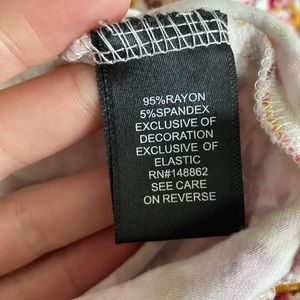 95%RAYON
5%SPANDEX
EXCLUSIVE OF
DECORATION
EXCLUSIVE OF
ELASTIC
RN#148862
SEE CARE
ON REVERSE